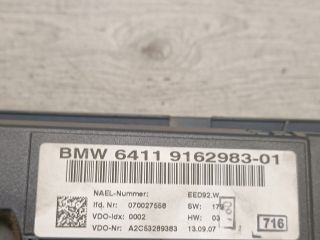 BMW 6411 9162983-01
NAEL-Nummer: EED92.W
lfd. Nr: 070027558 SW: 179
VDO-Idx: 0002 HW: 03
VDO-Nr: A2C53289383 13.09.07
716